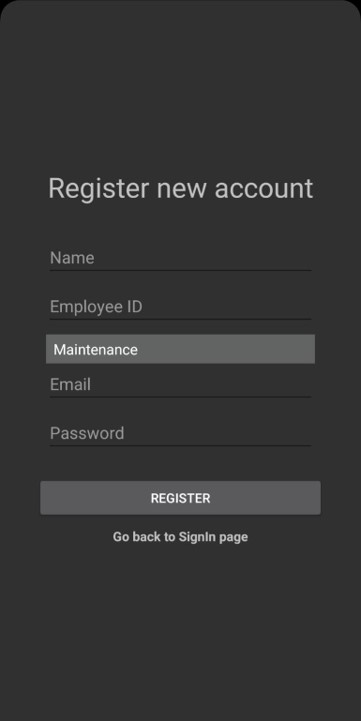 Register new account
Name
Employee ID
Maintenance
Email
Password
REGISTER
Go back to SignIn page